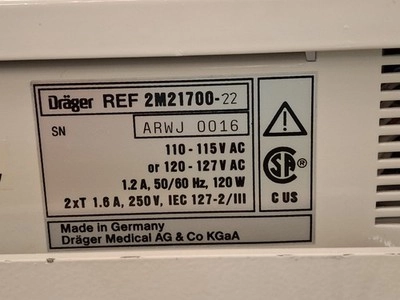 Dräger REF 2M21700-22
SN ARWJ 0016
110 - 115 V AC
or 120 - 127 V AC
1.2 A, 50/60 Hz, 120 W
2xT 1.6 A, 250 V, IEC 127-2/III
CSA
C US
Made in Germany
Dräger Medical AG & Co KGaA